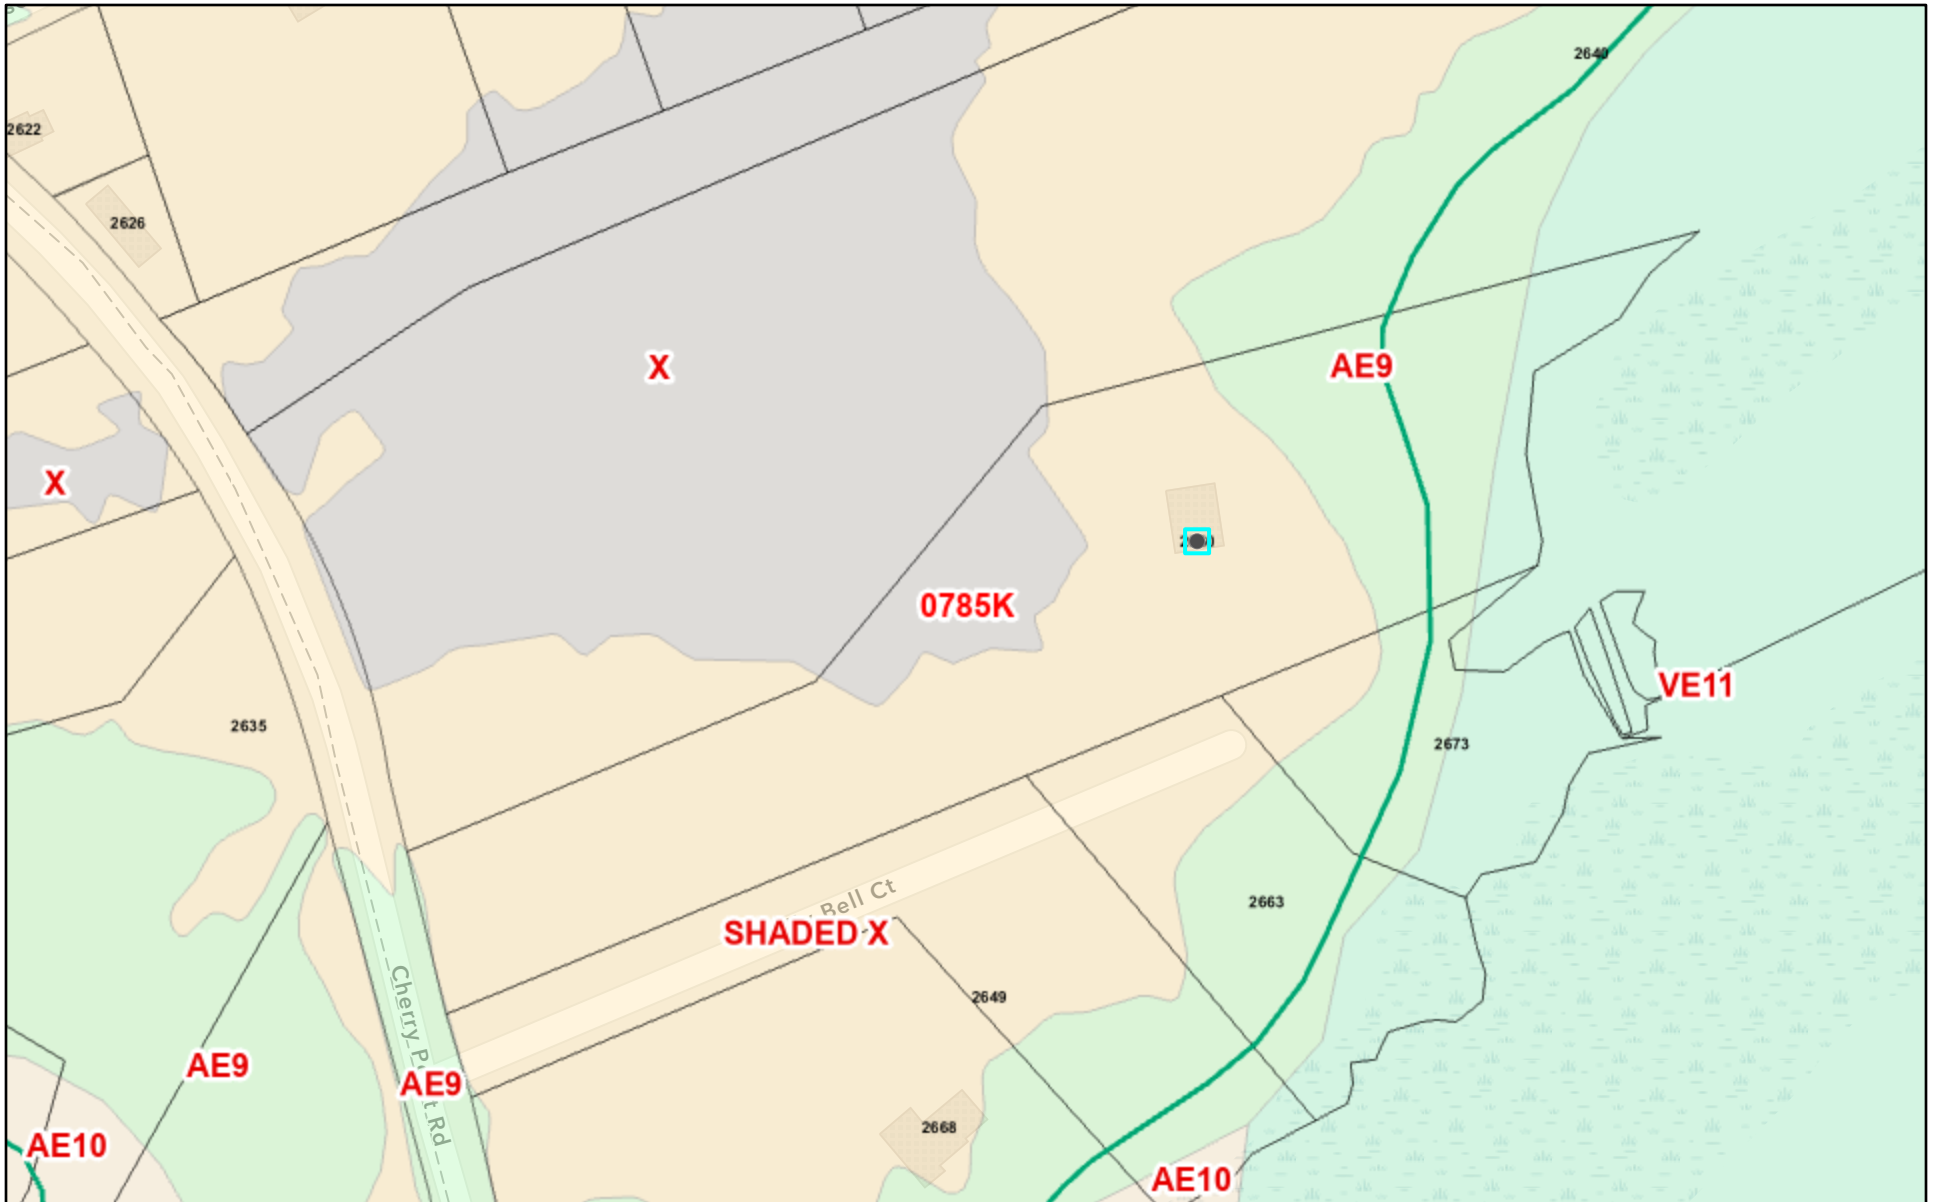 2640
2622
2626
X
AE9
X
0785K
VE11
2635
2673
Bell Ct
2663
SHADED X
2649
Cherry P t Rd
AE9
AE9
2668
AE10
AE10